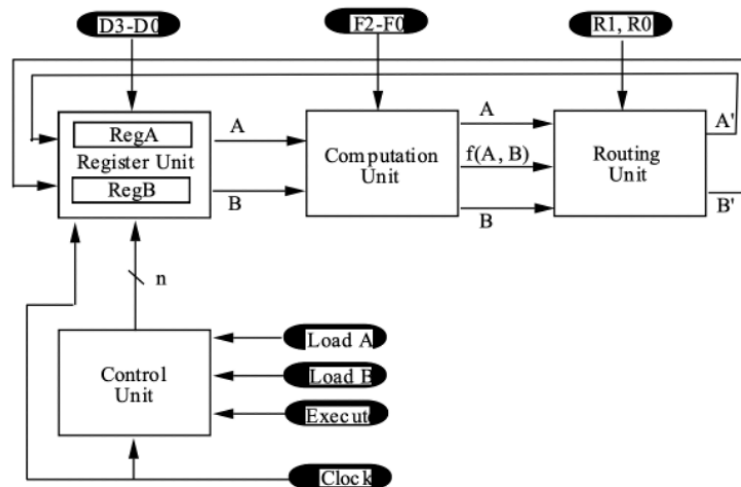 D3-D0
F2-F0
R1, R0
RegA
Register Unit
RegB
A
B
Computation
Unit
A
f(A, B)
B
Routing
Unit
A'
B'
n
Control
Unit
Load A
Load B
Execute
Clock